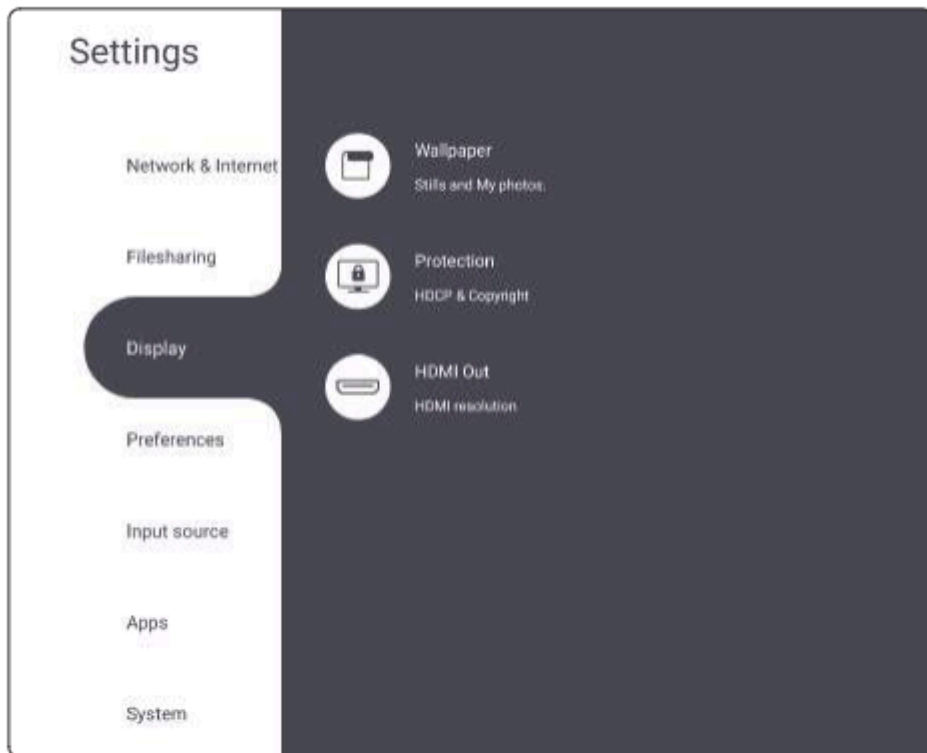 Settings
Network & Internet
Filesharing
Display
Preferences
Input source
Apps
System
Wallpaper
Stills and My photos.
Protection
HDCP & Copyright
HDMI Out
HDMI resolution